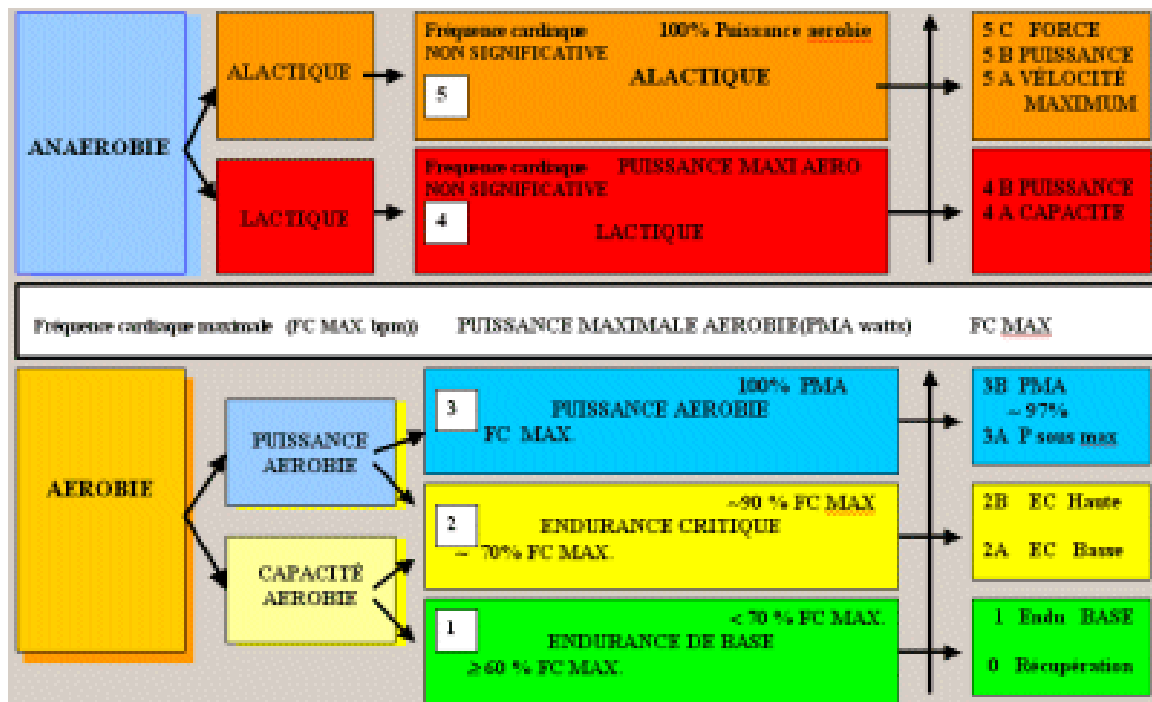 ANAEROBIE
ALACTIQUE
Fréquence cardiaque 100% Puissance aerobie
NON SIGNIFICATIVE
ALACTIQUE
5
5 C FORCE
5 B PUISSANCE
5 A VÉLOCITÉ
MAXIMUM
LACTIQUE
Frequence cardiaque PUISSANCE MAXI AERO
NON SIGNIFICATIVE
4
LACTIQUE
4 B PUISSANCE
4 A CAPACITE
Fréquence cardiaque maximale (FC MAX. bpm)) PUISSANCE MAXIMALE AEROBIE(PMA watts) FC MAX
AEROBIE
PUISSANCE
AEROBIE
100% PMA
3
PUISSANCE AEROBIE
FC MAX.
3B PMA
~ 97%
3A P sous max
~90 % FC MAX
2
ENDURANCE CRITIQUE
~ 70% FC MAX.
2B EC Haute
2A EC Basse
CAPACITÉ
AEROBIE
< 70 % FC MAX.
1
ENDURANCE DE BASE
≥60 % FC MAX.
1 Endu BASE
0 Récupération